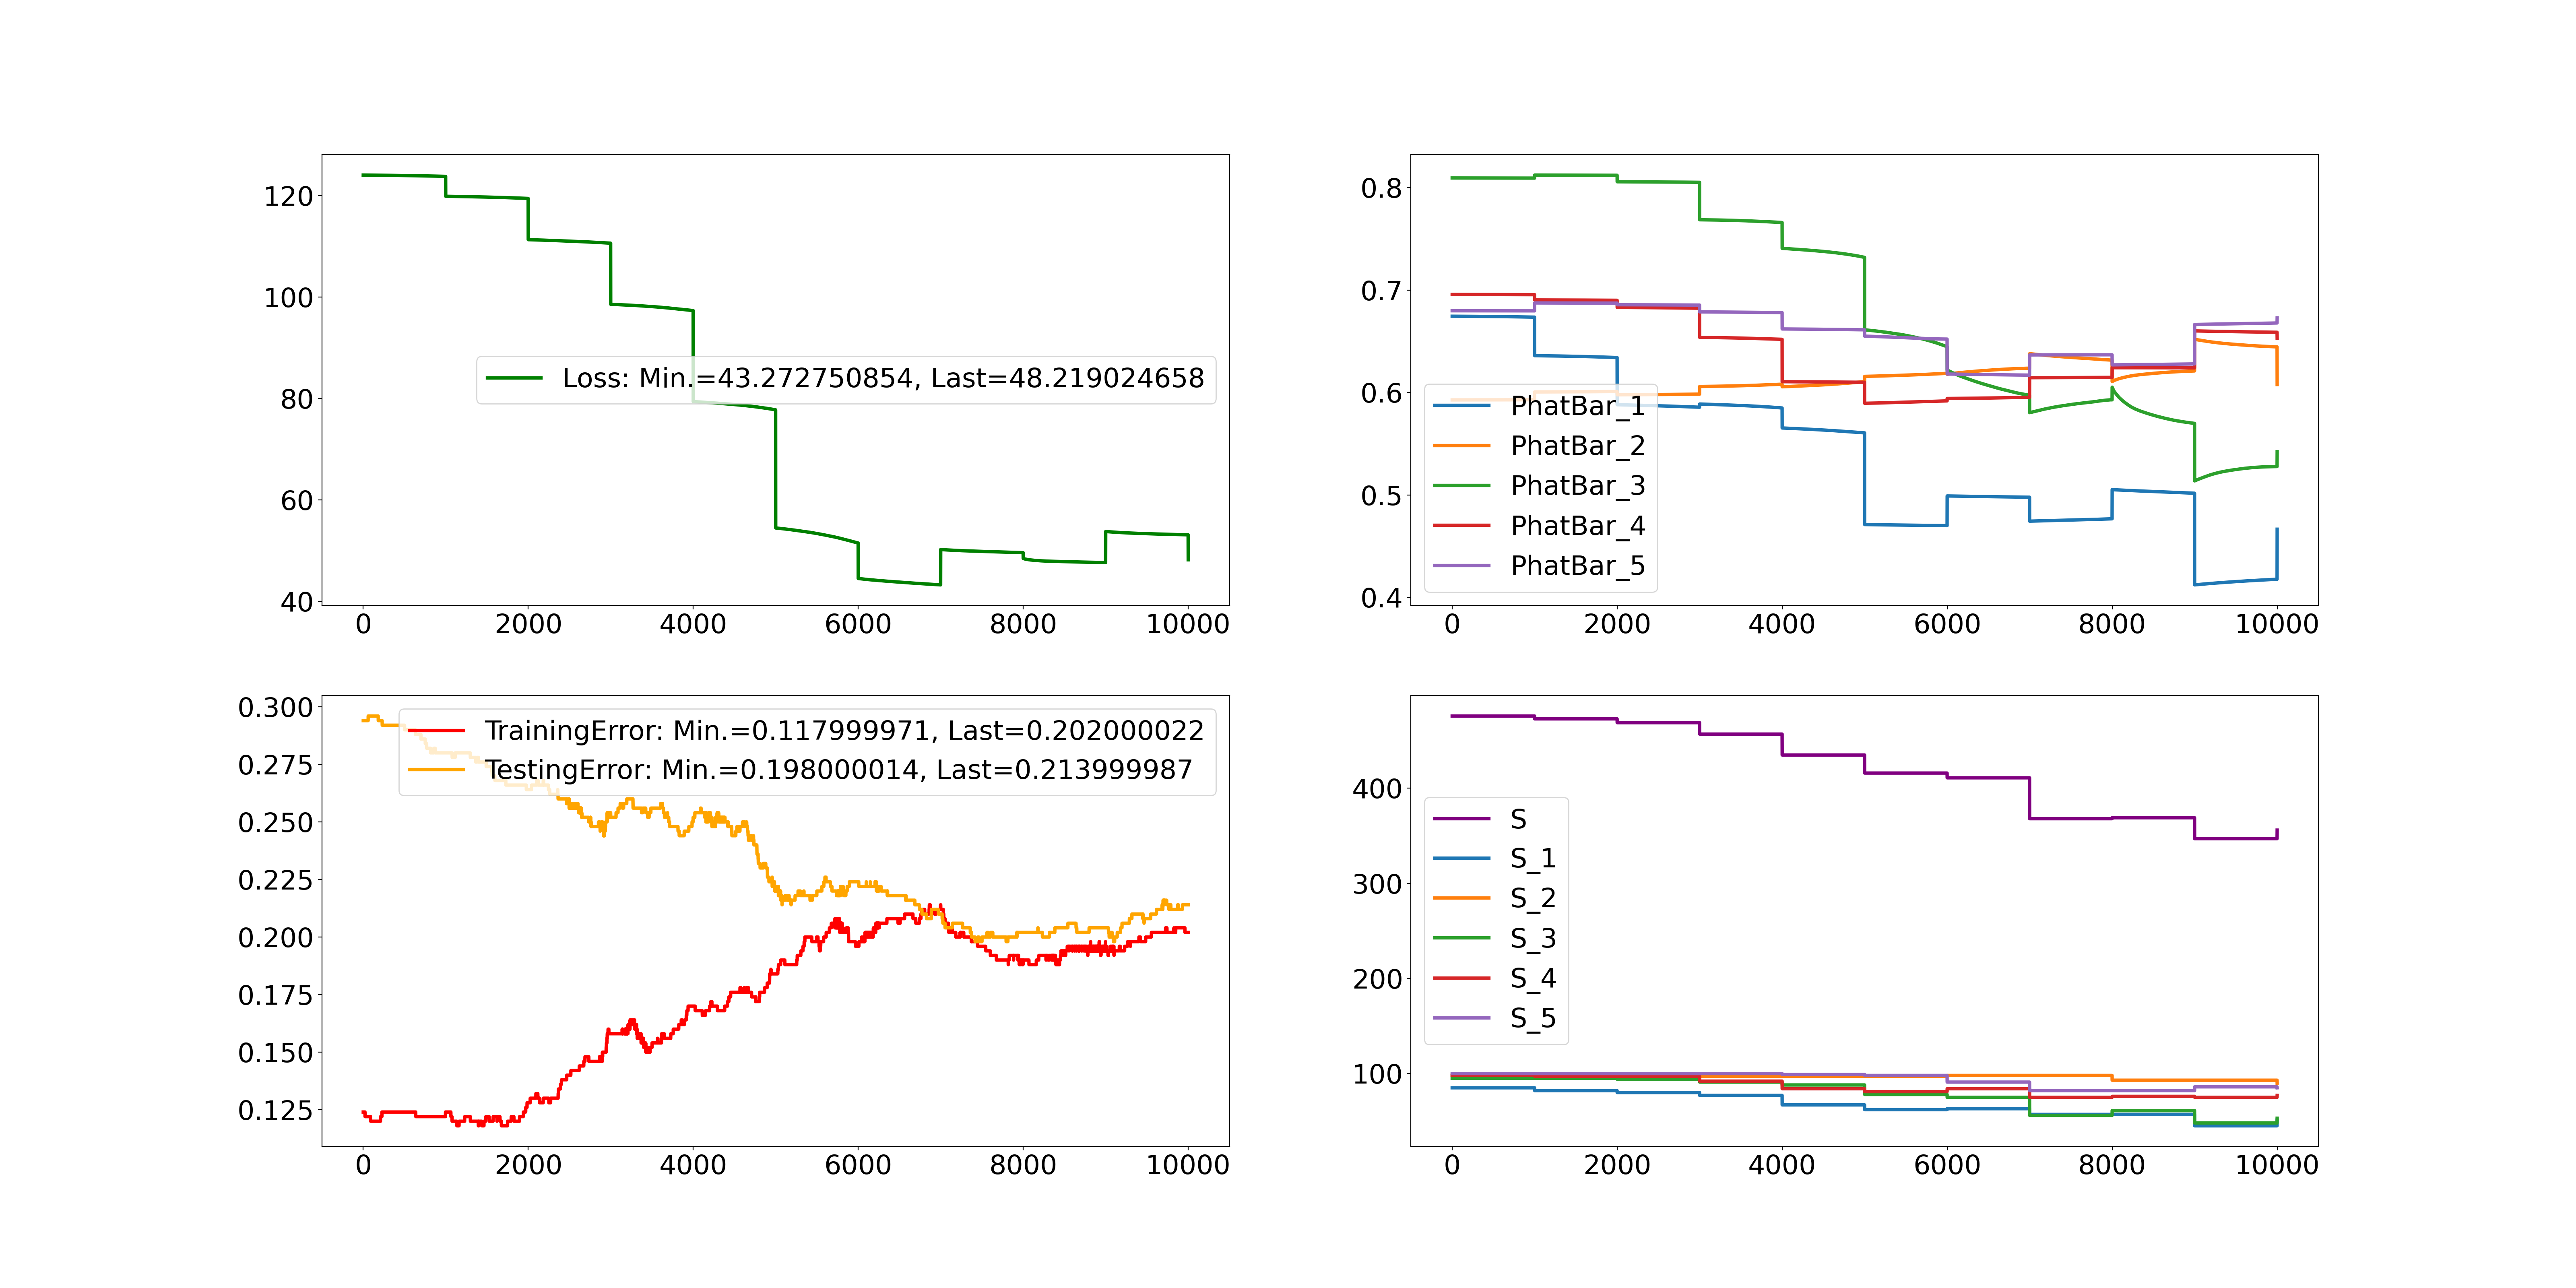 120
100
80
60
40
0 2000 4000 6000 8000 10000
Loss: Min.=43.272750854, Last=48.219024658
0.8
0.7
0.6
0.5
0.4
0 2000 4000 6000 8000 10000
PhatBar_1
PhatBar_2
PhatBar_3
PhatBar_4
PhatBar_5
0.300
0.275
0.250
0.225
0.200
0.175
0.150
0.125
0 2000 4000 6000 8000 10000
TrainingError: Min.=0.117999971, Last=0.202000022
TestingError: Min.=0.198000014, Last=0.213999987
400
300
200
100
0 2000 4000 6000 8000 10000
S
S_1
S_2
S_3
S_4
S_5